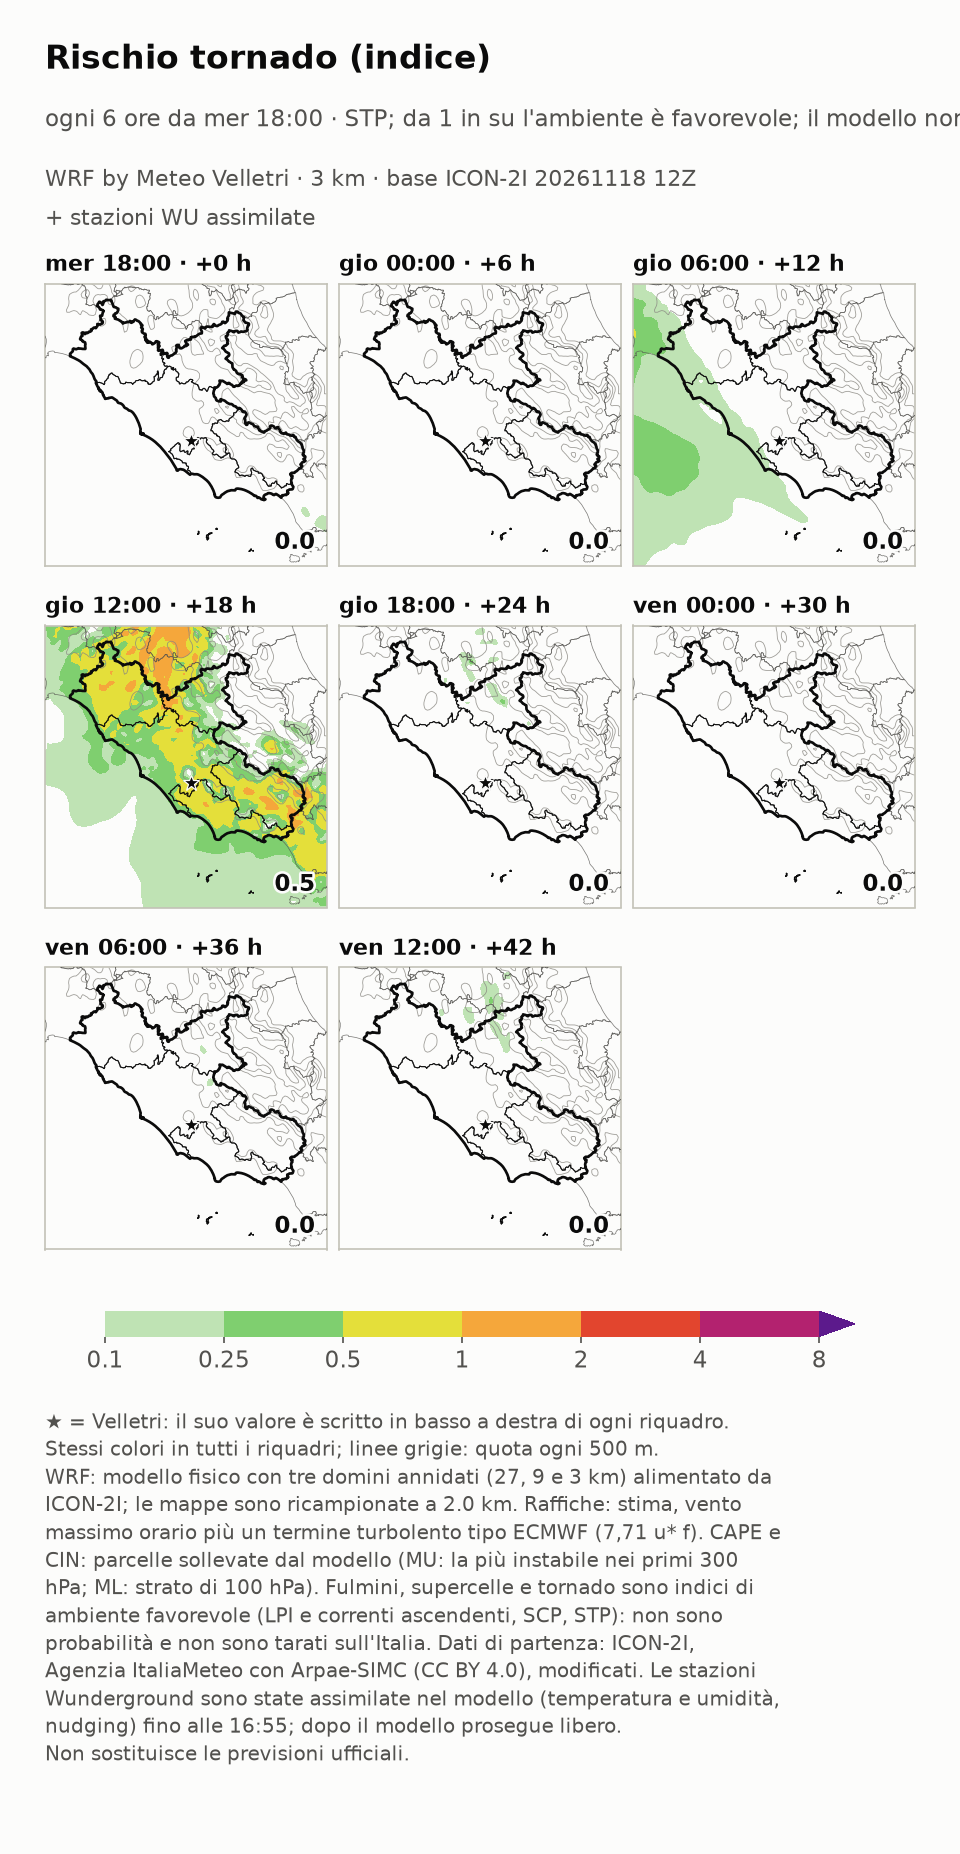 Rischio tornado (indice)
ogni 6 ore da mer 18:00 · STP; da 1 in su l'ambiente è favorevole; il modello non
WRF by Meteo Velletri · 3 km · base ICON-2I 20261118 12Z
+ stazioni WU assimilate
mer 18:00 · +0 h
gio 00:00 · +6 h
gio 06:00 · +12 h
0.0
0.0
0.0
gio 12:00 · +18 h
gio 18:00 · +24 h
ven 00:00 · +30 h
0.5
0.0
0.0
ven 06:00 · +36 h
ven 12:00 · +42 h
0.0
0.0
0.1 0.25 0.5 1 2 4 8
★ = Velletri: il suo valore è scritto in basso a destra di ogni riquadro.
Stessi colori in tutti i riquadri; linee grigie: quota ogni 500 m.
WRF: modello fisico con tre domini annidati (27, 9 e 3 km) alimentato da
ICON-2I; le mappe sono ricampionate a 2.0 km. Raffiche: stima, vento
massimo orario più un termine turbolento tipo ECMWF (7,71 u* f). CAPE e
CIN: parcelle sollevate dal modello (MU: la più instabile nei primi 300
hPa; ML: strato di 100 hPa). Fulmini, supercelle e tornado sono indici di
ambiente favorevole (LPI e correnti ascendenti, SCP, STP): non sono
probabilità e non sono tarati sull'Italia. Dati di partenza: ICON-2I,
Agenzia ItaliaMeteo con Arpae-SIMC (CC BY 4.0), modificati. Le stazioni
Wunderground sono state assimilate nel modello (temperatura e umidità,
nudging) fino alle 16:55; dopo il modello prosegue libero.
Non sostituisce le previsioni ufficiali.